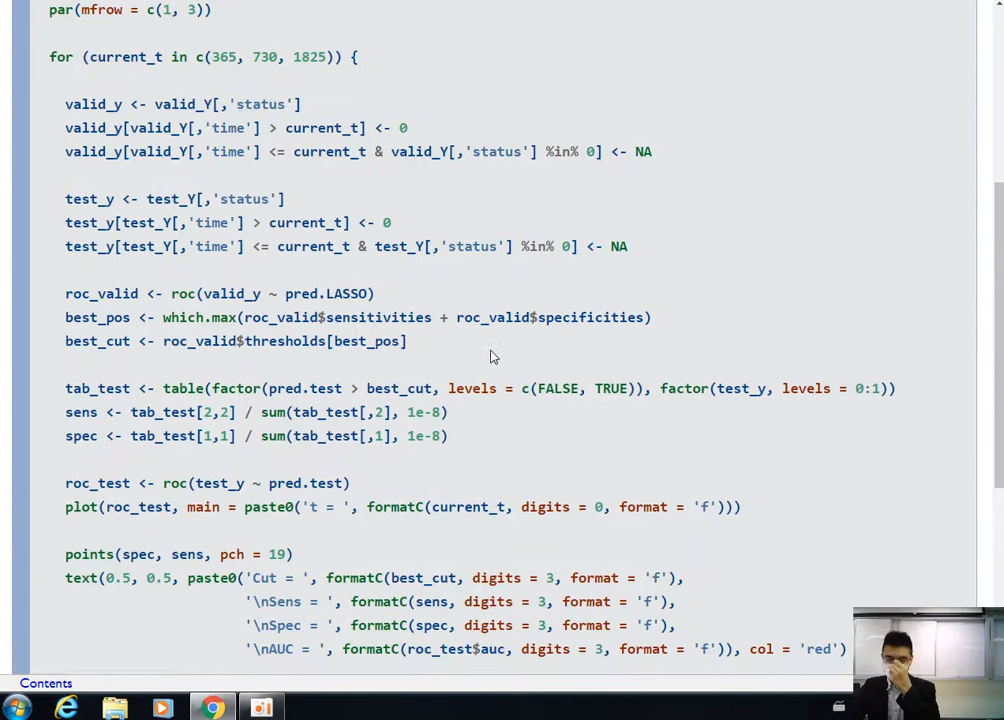 par(mfrow = c(1, 3))
for (current_t in c(365, 730, 1825)) {
valid_y <- valid_Y[,'status']
valid_y[valid_Y[,'time'] > current_t] <- 0
valid_y[valid_Y[,'time'] <= current_t & valid_Y[,'status'] %in% 0] <- NA
test_y <- test_Y[,'status']
test_y[test_Y[,'time'] > current_t] <- 0
test_y[test_Y[,'time'] <= current_t & test_Y[,'status'] %in% 0] <- NA
roc_valid <- roc(valid_y ~ pred.LASSO)
best_pos <- which.max(roc_valid$sensitivities + roc_valid$specificities)
best_cut <- roc_valid$thresholds[best_pos]
tab_test <- table(factor(pred.test > best_cut, levels = c(FALSE, TRUE)), factor(test_y, levels = 0:1))
sens <- tab_test[2,2] / sum(tab_test[,2], 1e-8)
spec <- tab_test[1,1] / sum(tab_test[,1], 1e-8)
roc_test <- roc(test_y ~ pred.test)
plot(roc_test, main = paste0('t = ', formatC(current_t, digits = 0, format = 'f')))
points(spec, sens, pch = 19)
text(0.5, 0.5, paste0('Cut = ', formatC(best_cut, digits = 3, format = 'f'),
'\nSens = ', formatC(sens, digits = 3, format = 'f'),
'\nSpec = ', formatC(spec, digits = 3, format = 'f'),
'\nAUC = ', formatC(roc_test$auc, digits = 3, format = 'f')), col = 'red')
Contents